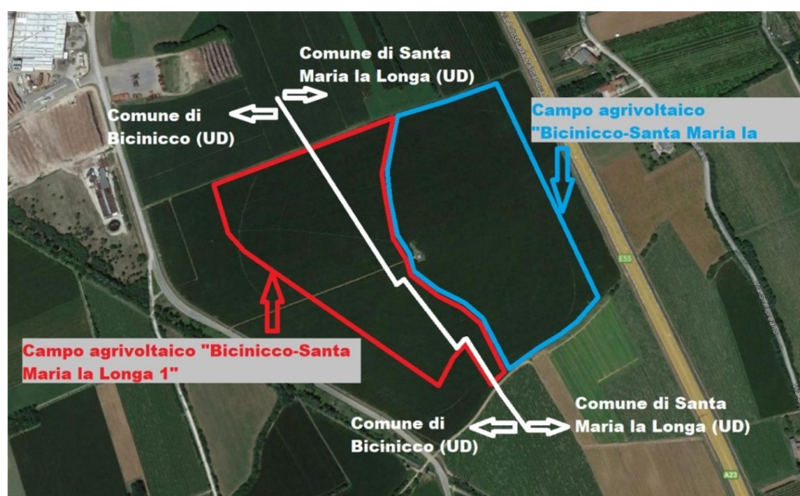 Comune di Santa
Maria la Longa (UD)
Comune di
Bicinicco (UD)
Campo agrivoltaico
"Bicinicco-Santa Maria la
E55
Campo agrivoltaico "Bicinicco-Santa
Maria la Longa 1"
Comune di Santa
Maria la Longa (UD)
Comune di
Bicinicco (UD)
A23